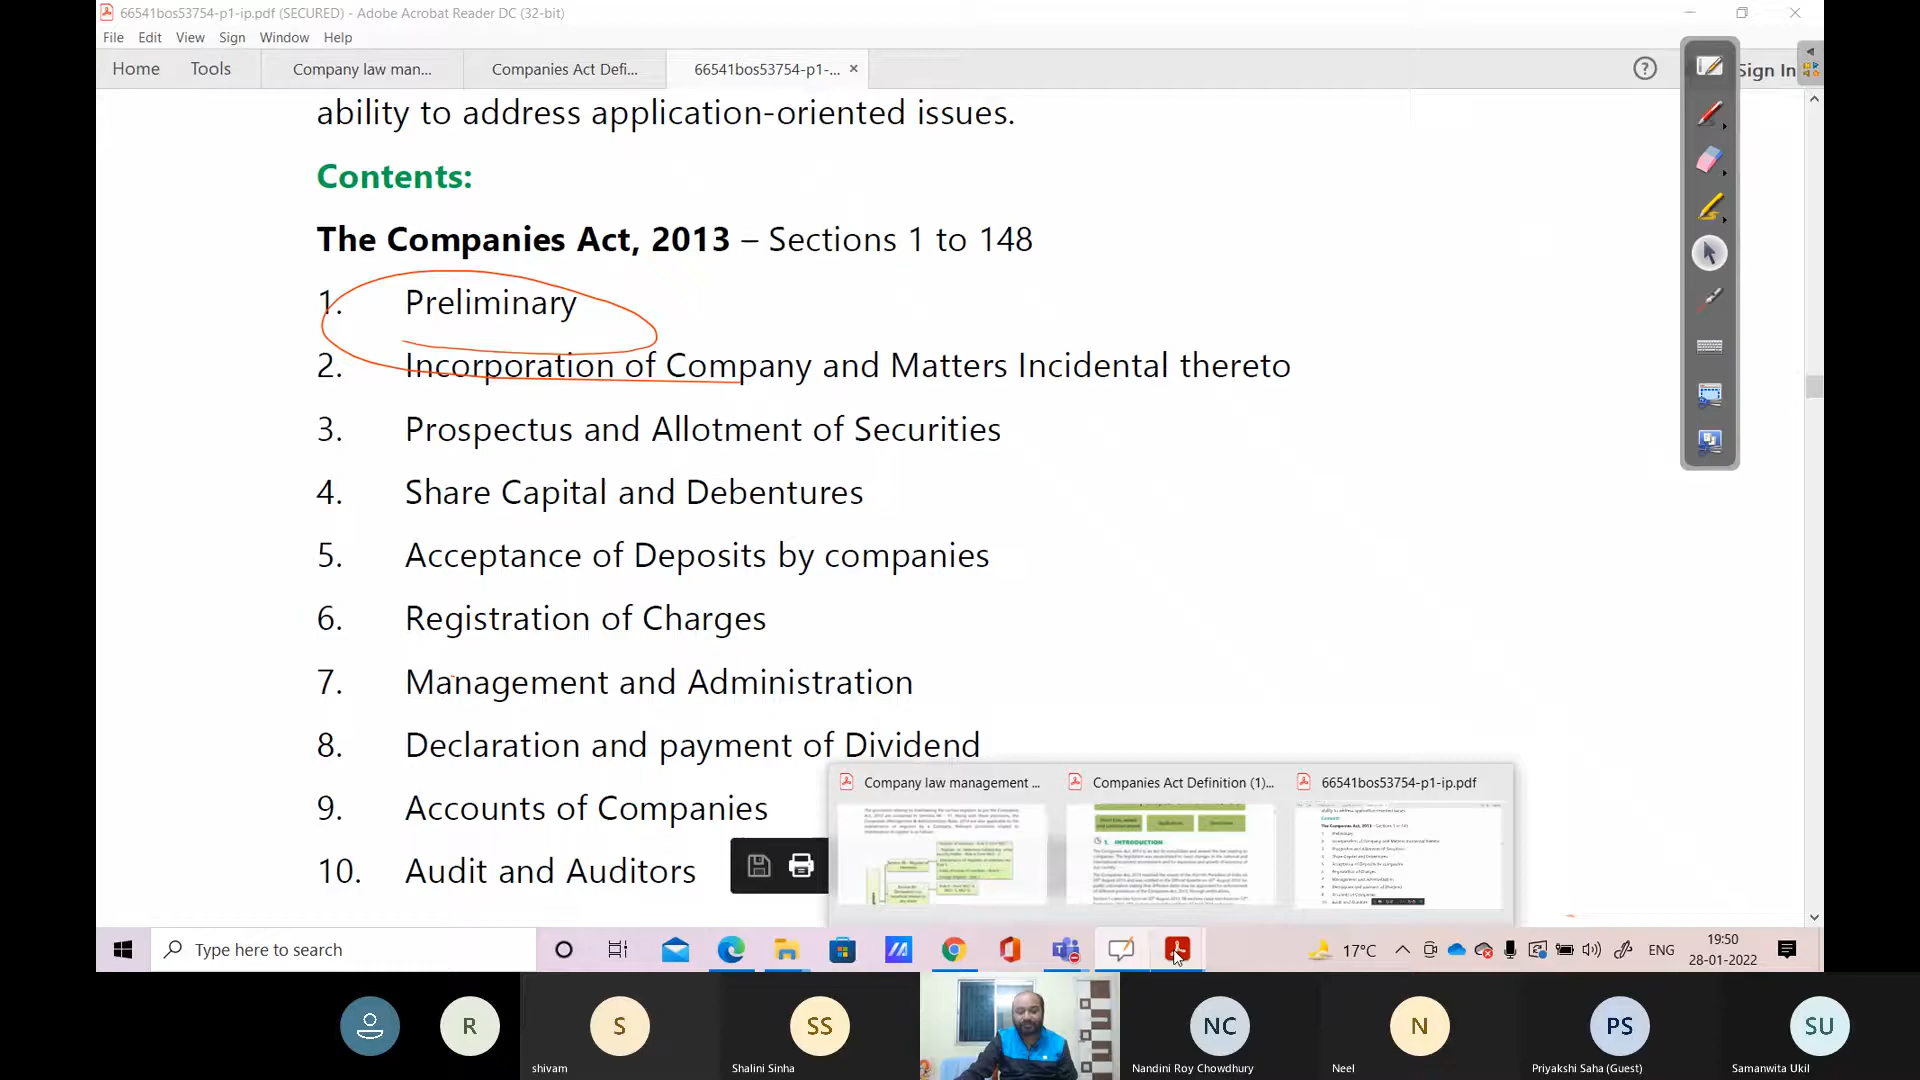 66541bos53754-p1-ip.pdf (SECURED) - Adobe Acrobat Reader DC (32-bit)
File Edit View Sign Window Help
Home Tools Company law man... Companies Act Defi... 66541bos53754-p1-... × ? Sign In
ability to address application-oriented issues.
Contents:
The Companies Act, 2013 – Sections 1 to 148
1. Preliminary
2. Incorporation of Company and Matters Incidental thereto
3. Prospectus and Allotment of Securities
4. Share Capital and Debentures
5. Acceptance of Deposits by companies
6. Registration of Charges
7. Management and Administration
8. Declaration and payment of Dividend
9. Accounts of Companies
10. Audit and Auditors
Company law management ... Companies Act Definition (1)... 66541bos53754-p1-ip.pdf
1. INTRODUCTION
Type here to search
17°C ENG 19:50
28-01-2022
R S SS NC N PS SU
shivam Shalini Sinha Nandini Roy Chowdhury Neel Priyakshi Saha (Guest) Samanwita Ukil